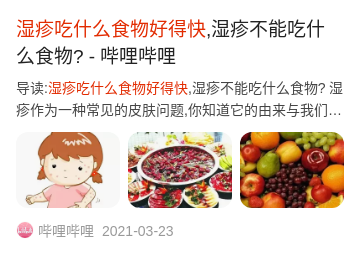 湿疹吃什么食物好得快,湿疹不能吃什
么食物? - 哔哩哔哩
导读:湿疹吃什么食物好得快,湿疹不能吃什么食物? 湿
疹作为一种常见的皮肤问题,你知道它的由来与我们...
哔哩哔哩 2021-03-23